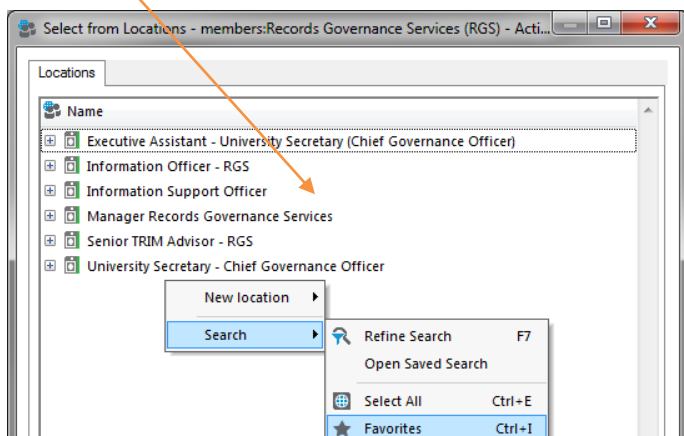 Select from Locations - members:Records Governance Services (RGS) - Acti...
Locations
Name
Executive Assistant - University Secretary (Chief Governance Officer)
Information Officer - RGS
Information Support Officer
Manager Records Governance Services
Senior TRIM Advisor - RGS
University Secretary - Chief Governance Officer
New location
Search
Refine Search F7
Open Saved Search
Select All Ctrl+E
Favorites Ctrl+I